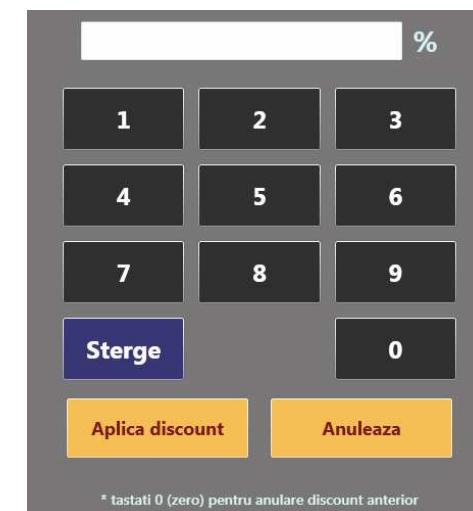 %
1 2 3
4 5 6
7 8 9
Sterge 0
Aplica discount Anuleaza
* tastati 0 (zero) pentru anulare discount anterior